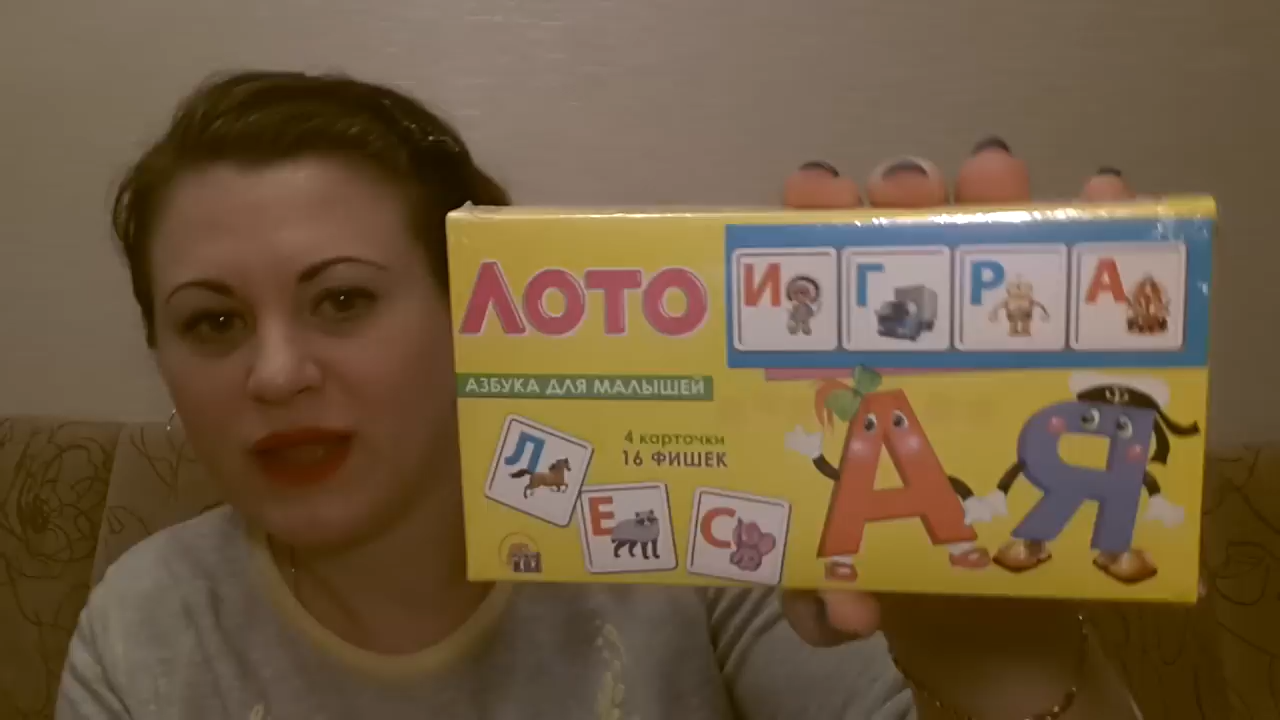 ЛОТО
И Г Р А
АЗБУКА ДЛЯ МАЛЫШЕЙ
4 карточки
16 ФИШЕК
Л
Е
С
А Я